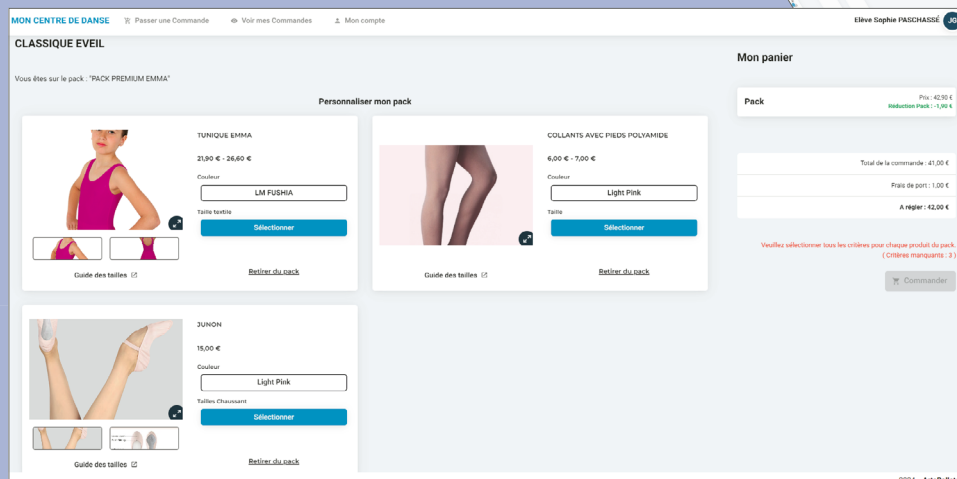 MON CENTRE DE DANSE
Passer une Commande
Voir mes Commandes
Mon compte
Elève Sophie PASCHASSÉ
JG
CLASSIQUE EVEIL
Vous êtes sur le pack : "PACK PREMIUM EMMA"
Personnaliser mon pack
TUNIQUE EMMA
21,90 € - 26,60 €
Couleur
LM FUSHIA
Taille textile
Sélectionner
Guide des tailles
Retirer du pack
COLLANTS AVEC PIEDS POLYAMIDE
6,00 € - 7,00 €
Couleur
Light Pink
Taille
Sélectionner
Guide des tailles
Retirer du pack
JUNON
15,00 €
Couleur
Light Pink
Tailles Chaussant
Sélectionner
Guide des tailles
Retirer du pack
Mon panier
Pack
Prix : 42,90 €
Réduction Pack : -1,90 €
Total de la commande : 41,00 €
Frais de port : 1,00 €
A régler : 42,00 €
Veuillez sélectionner tous les critères pour chaque produit du pack.
( Critères manquants : 3 )
Commander